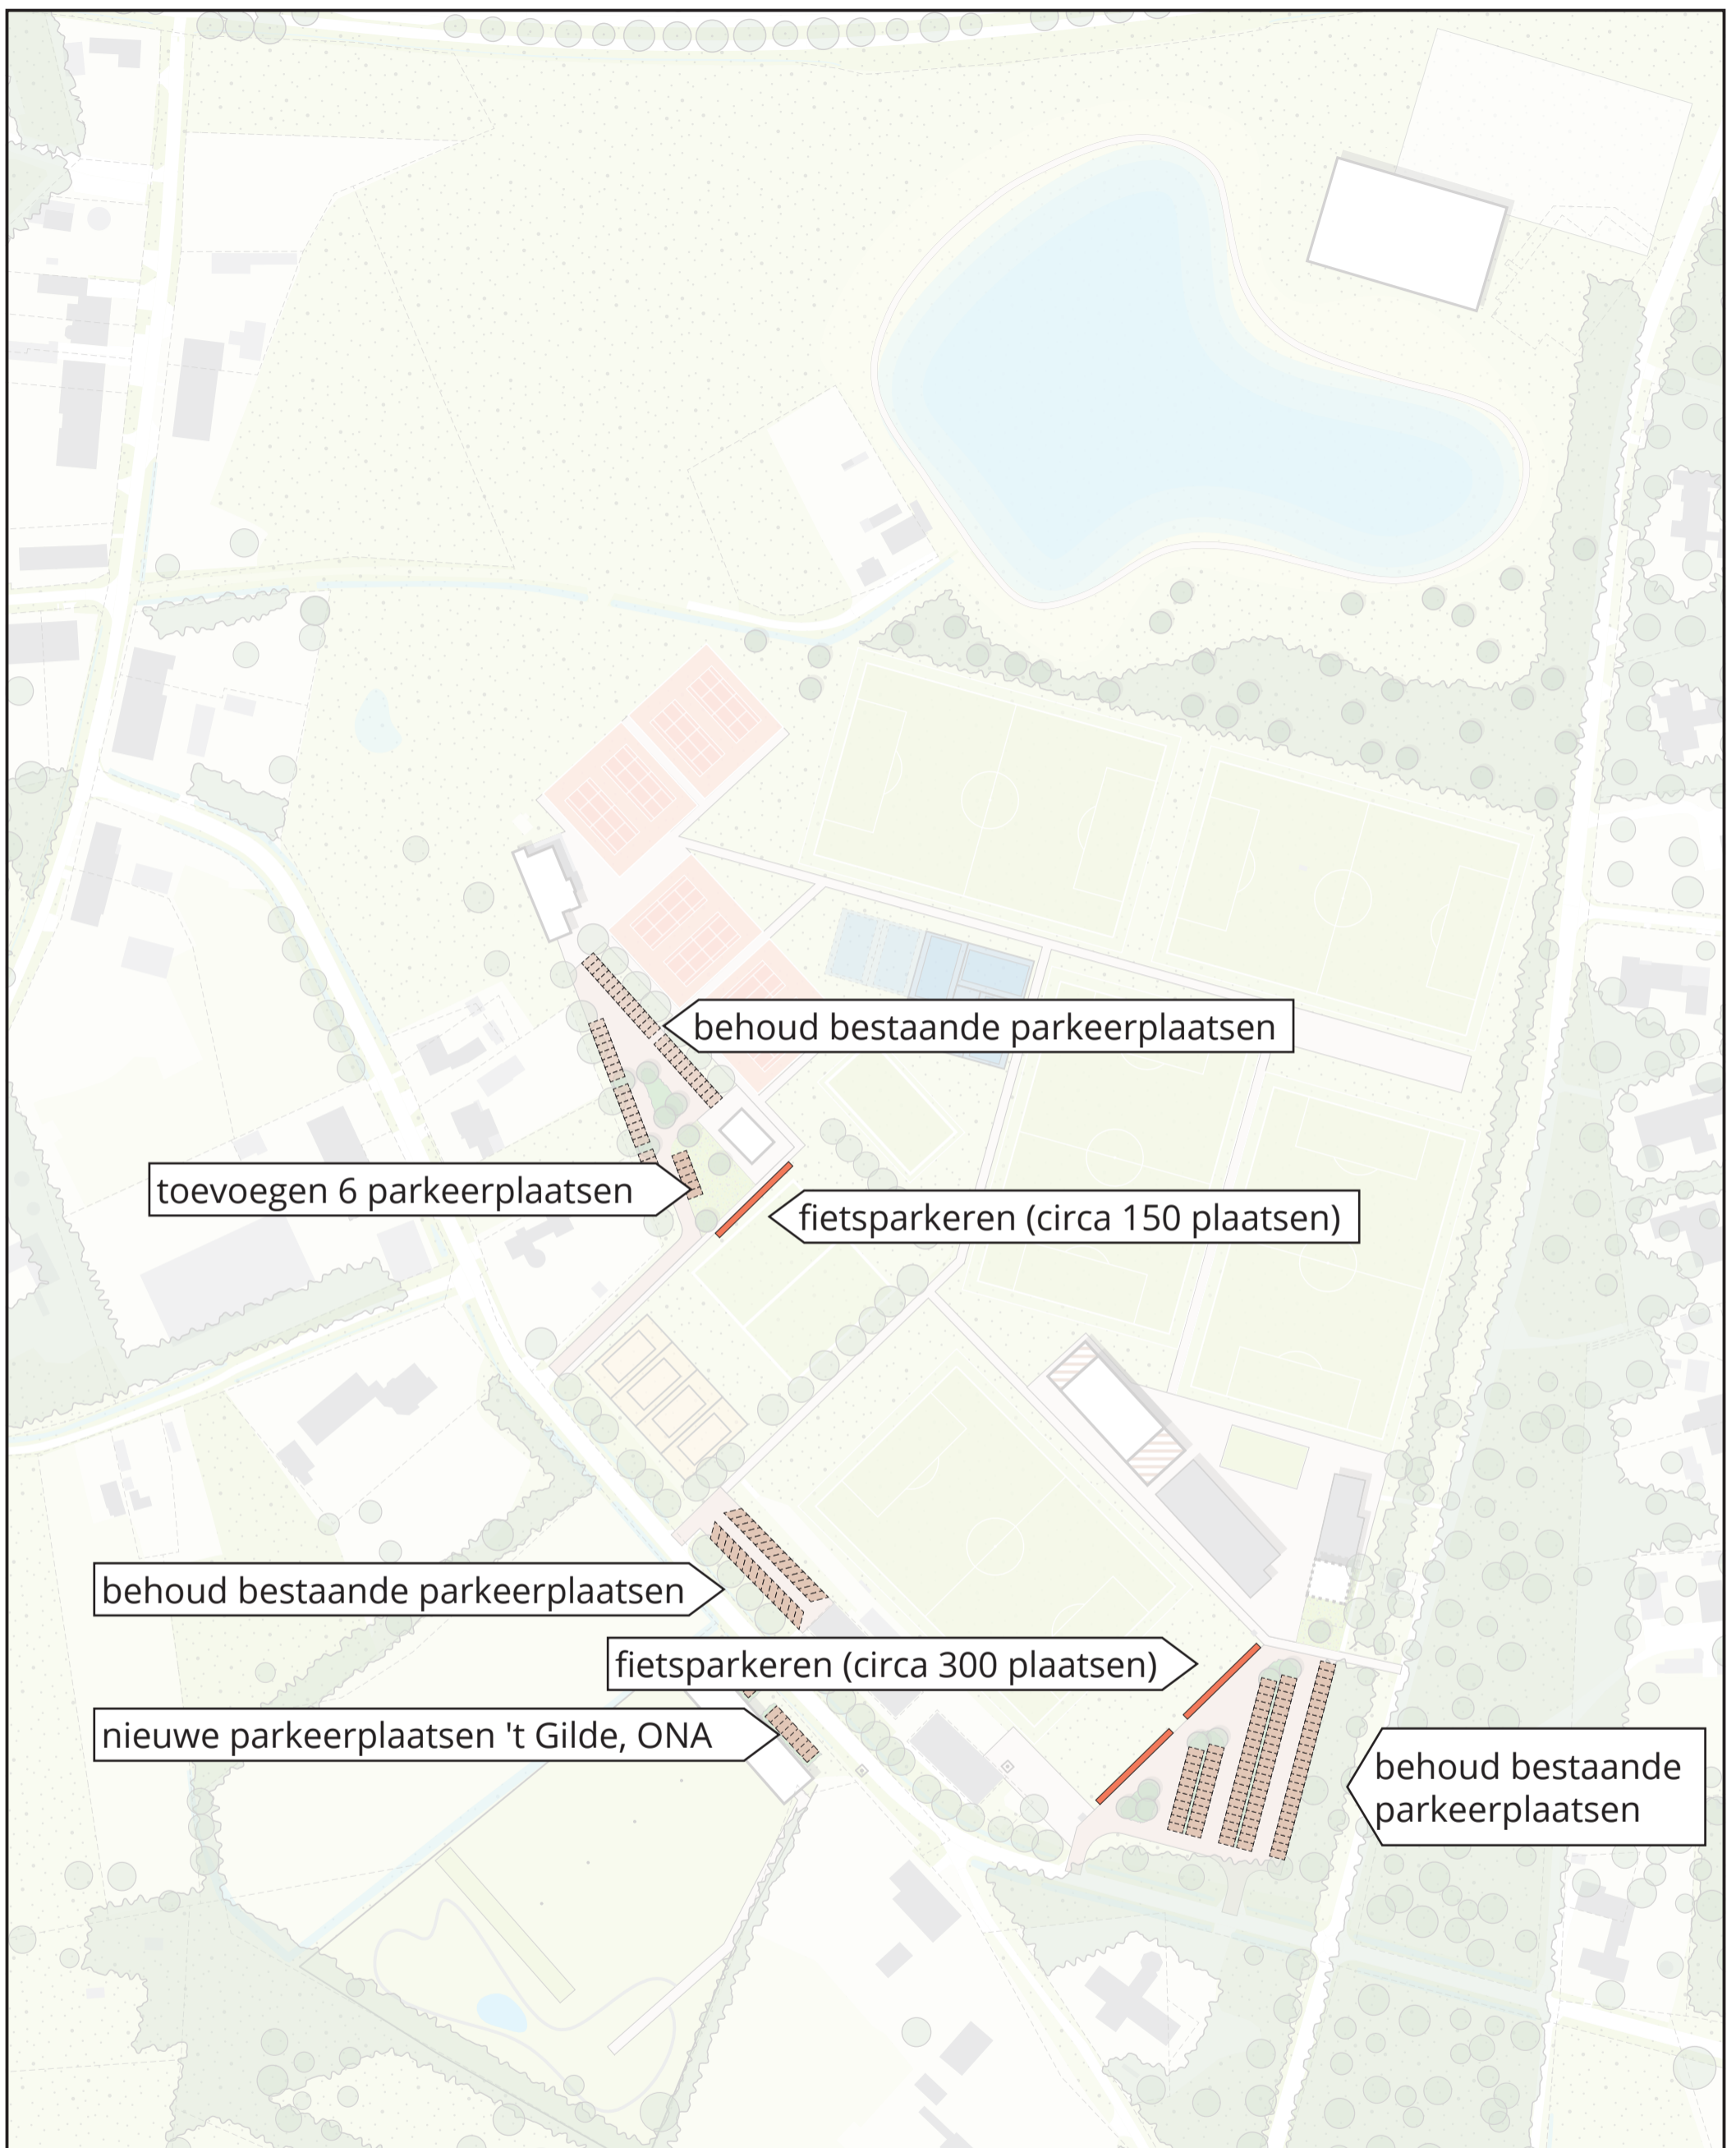 behoud bestaande parkeerplaatsen
toevoegen 6 parkeerplaatsen
fietsparkeren (circa 150 plaatsen)
behoud bestaande parkeerplaatsen
fietsparkeren (circa 300 plaatsen)
nieuwe parkeerplaatsen 't Gilde, ONA
behoud bestaande
parkeerplaatsen